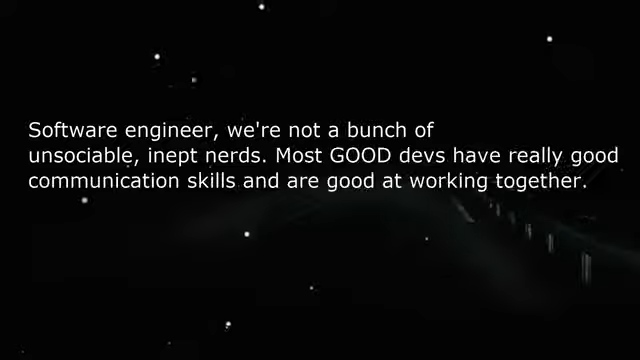 Software engineer, we're not a bunch of
unsociable, inept nerds. Most GOOD devs have really good
communication skills and are good at working together.